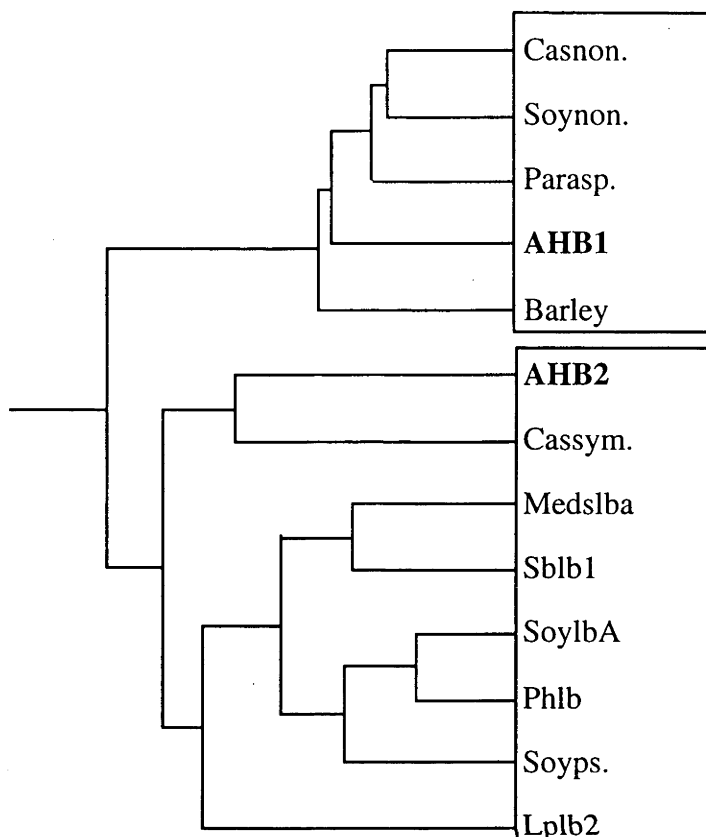 Casnon.
Soynon.
Parasp.
AHB1
Barley
AHB2
Cassym.
Medslba
Sblb1
SoylbA
Phlb
Soyps.
Lplb2